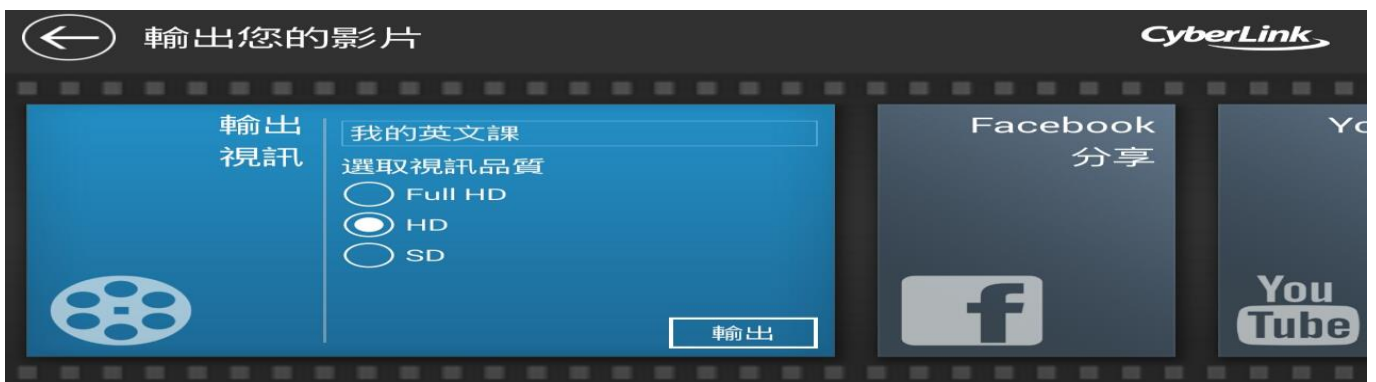 輸出您的影片
CyberLink
輸出
視訊
我的英文課
選取視訊品質
Full HD
HD
SD
輸出
Facebook
分享
f
Yo
You
Tube